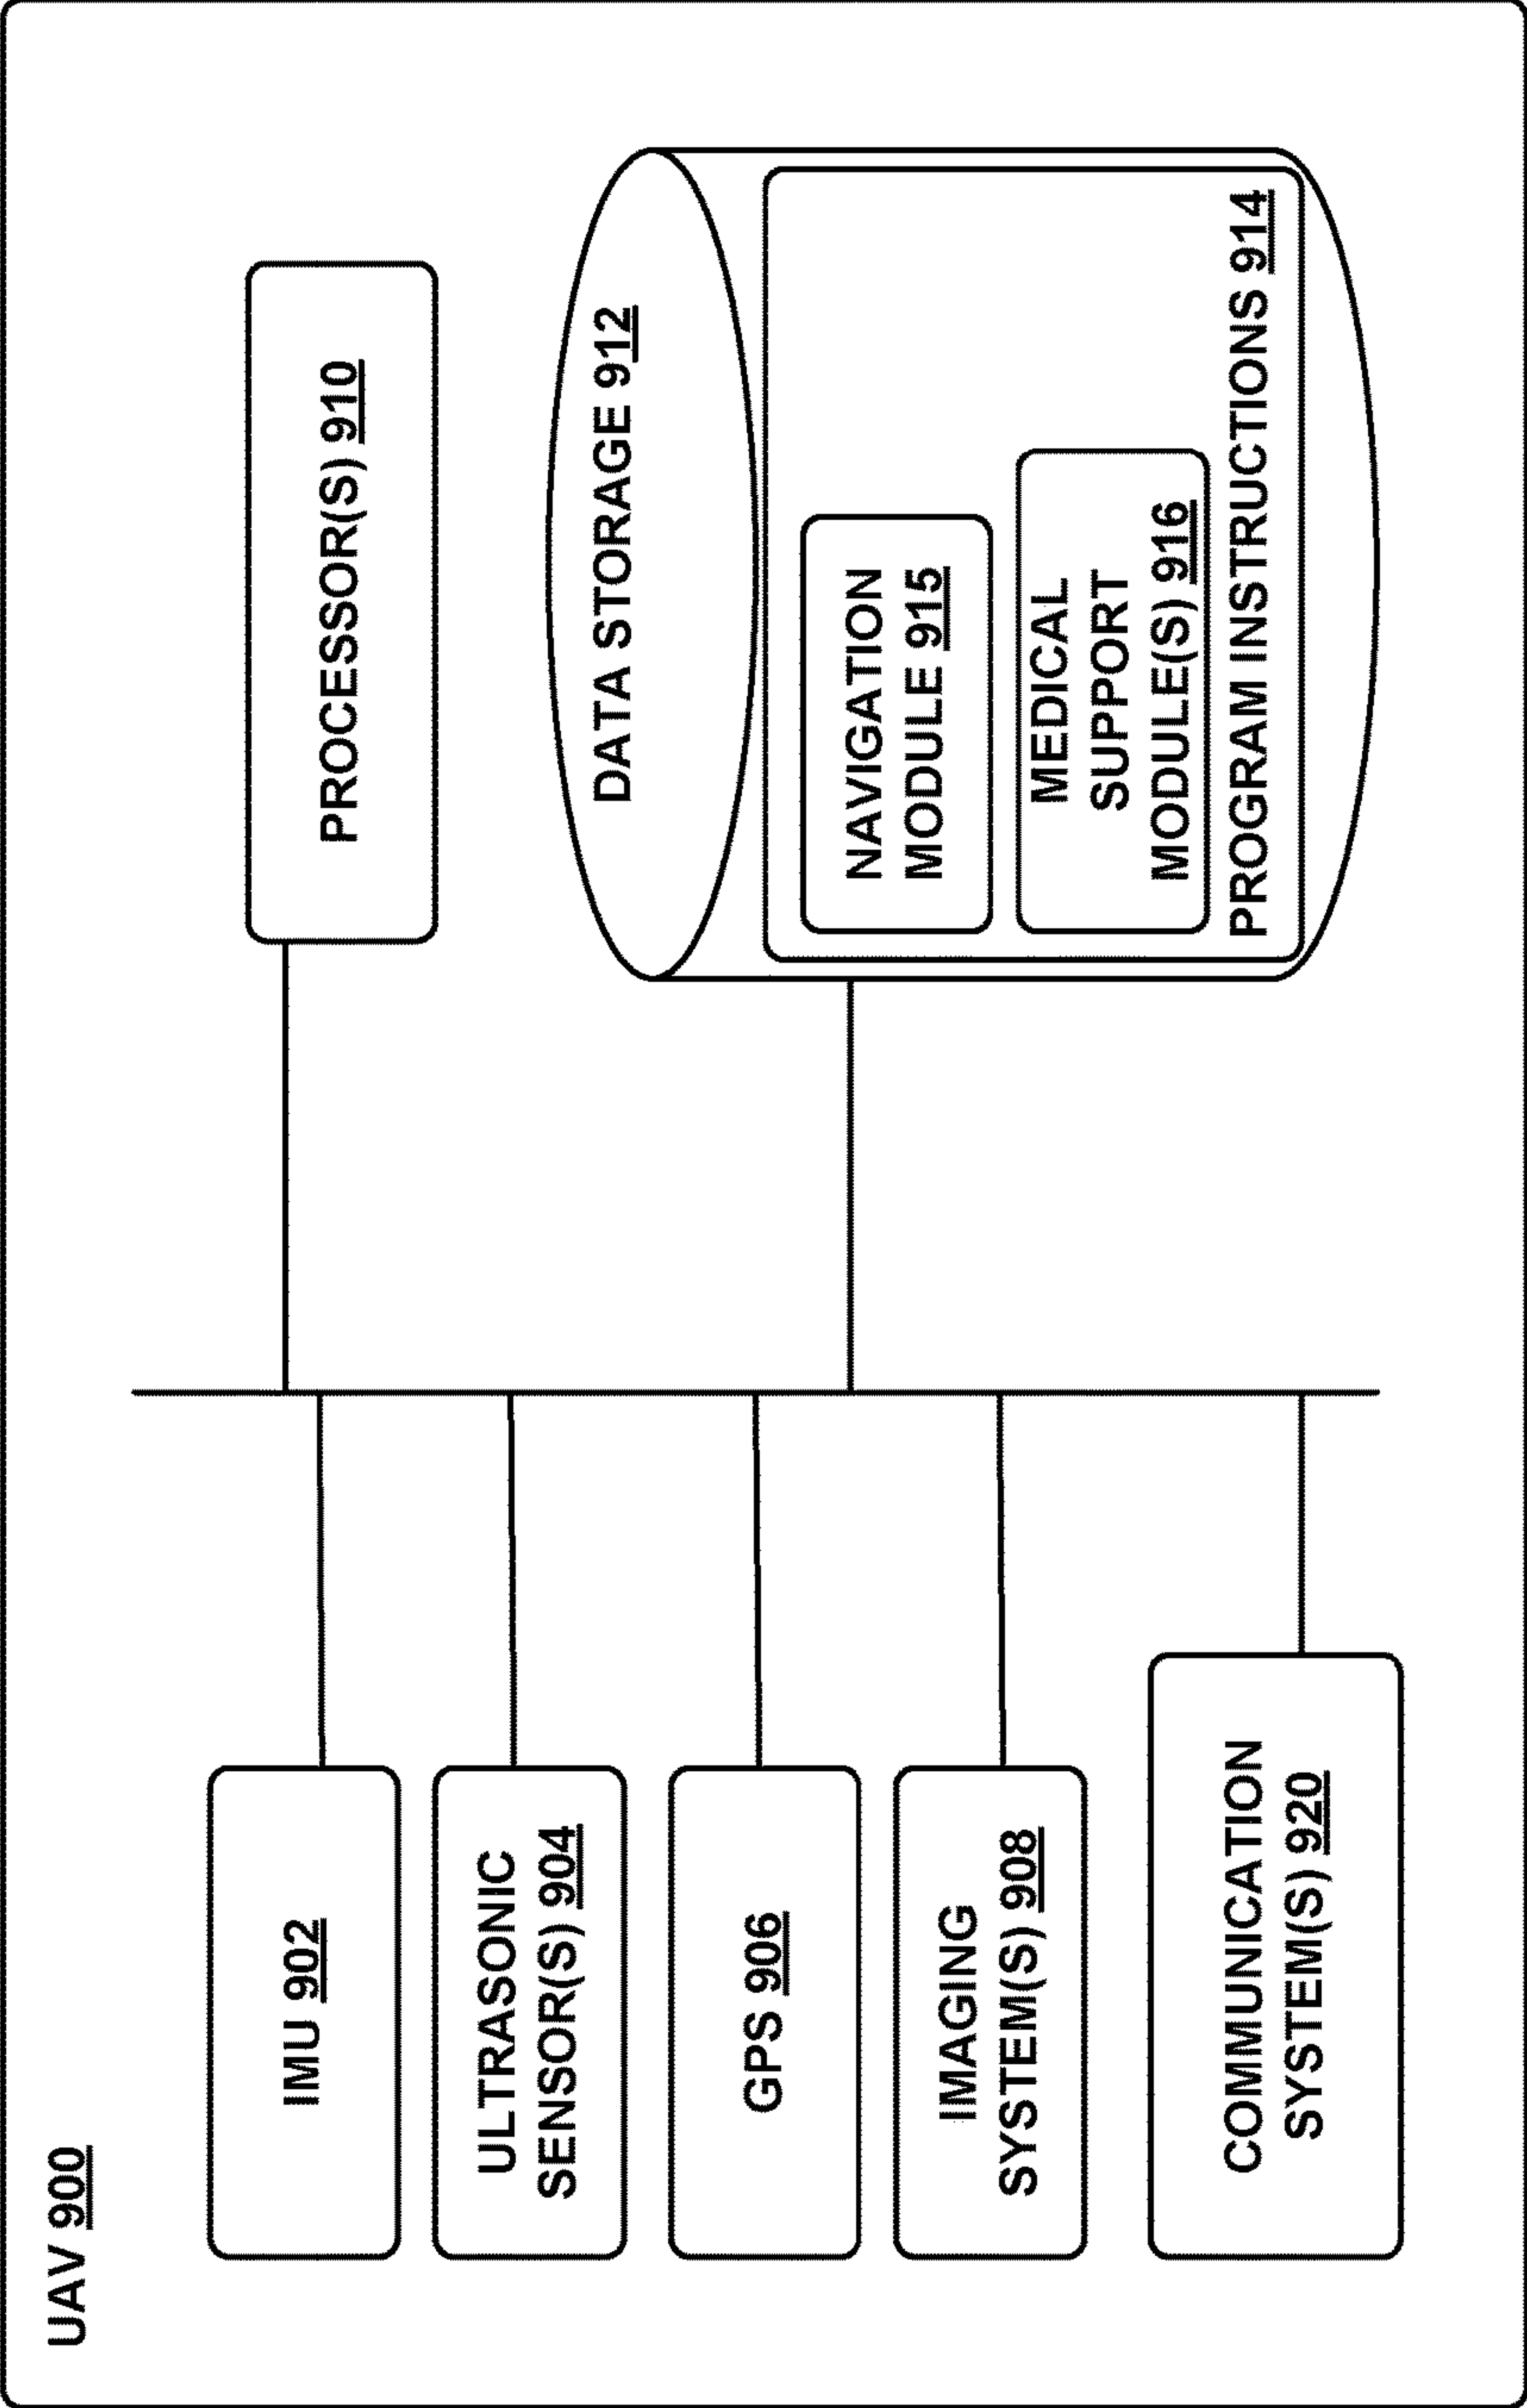 UAV 900
IMU 902
ULTRASONIC
SENSOR(S) 904
GPS 906
IMAGING
SYSTEM(S) 908
COMMUNICATION
SYSTEM(S) 920
PROCESSOR(S) 910
DATA STORAGE 912
NAVIGATION
MODULE 915
MEDICAL
SUPPORT
MODULE(S) 916
PROGRAM INSTRUCTIONS 914